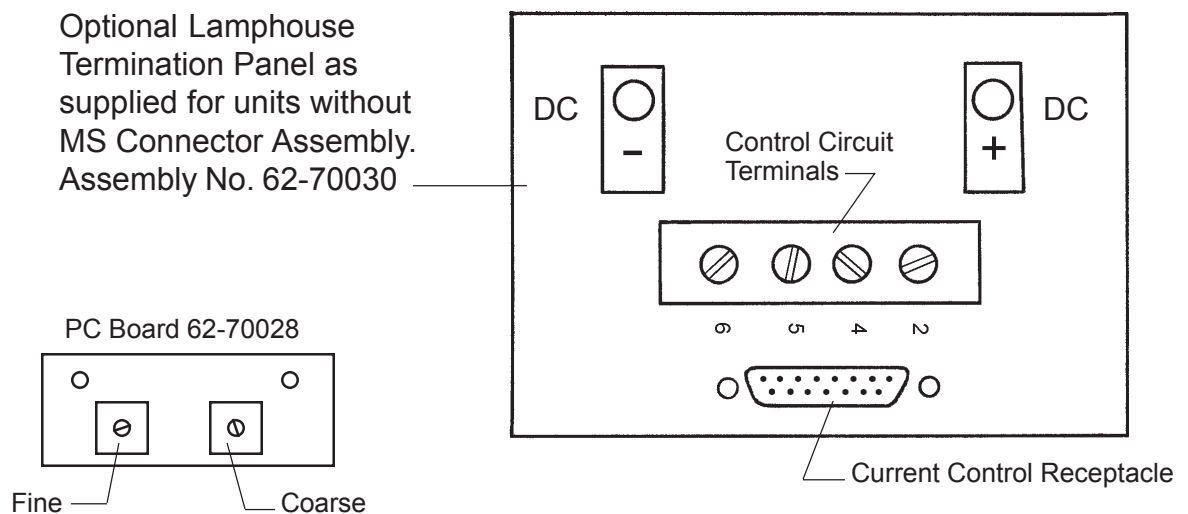 Optional Lamphouse
Termination Panel as
supplied for units without
MS Connector Assembly.
Assembly No. 62-70030
DC
-
+
DC
Control Circuit
Terminals
6
5
4
2
PC Board 62-70028
Fine
Coarse
Current Control Receptacle